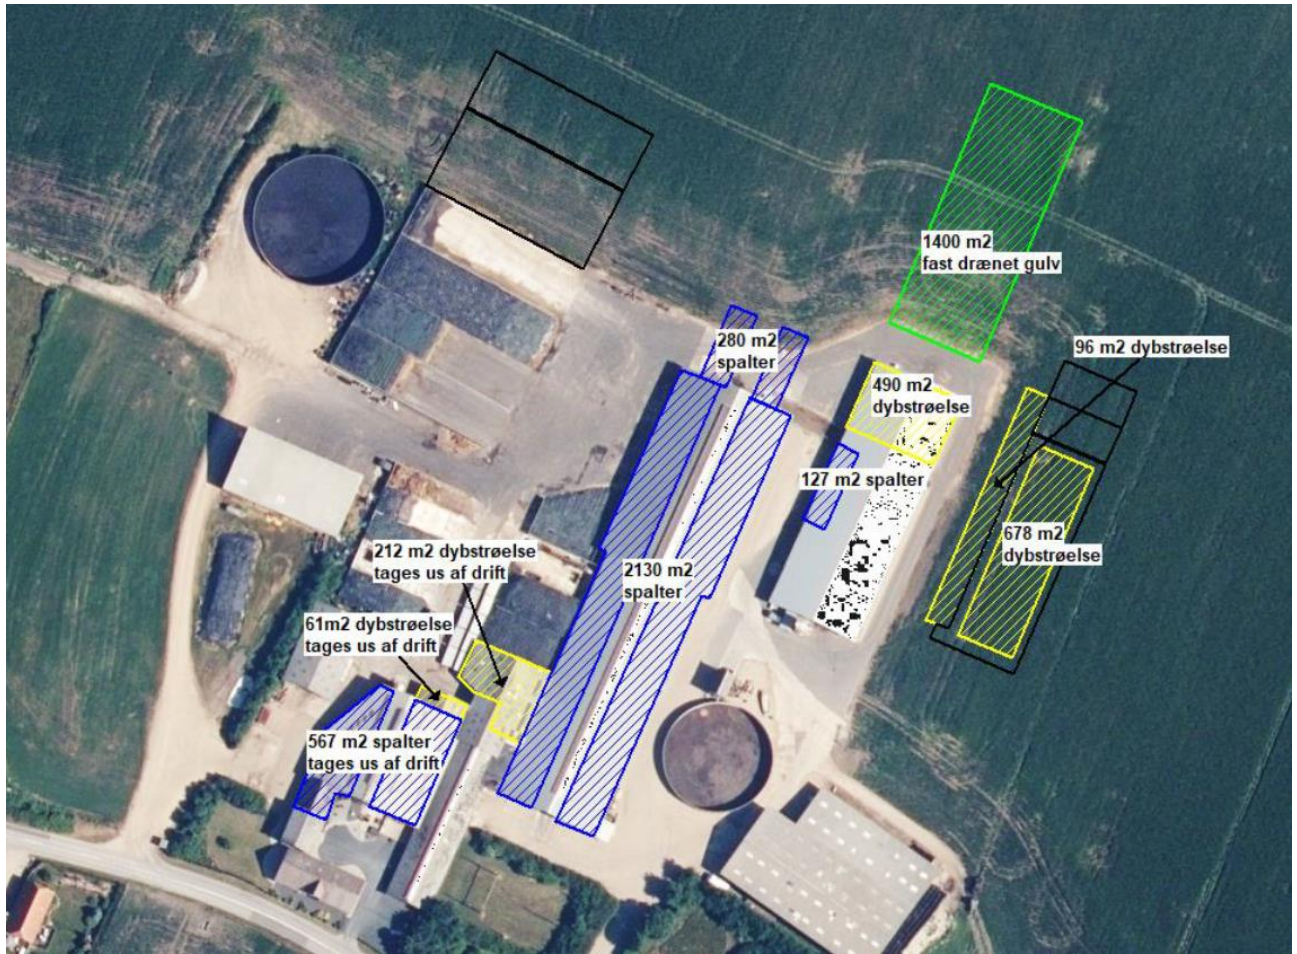 1400 m2
fast drænet gulv
280 m2
spalter
96 m2 dybstrøelse
490 m2
dybstrøelse
127 m2 spalter
678 m2
dybstrøelse
212 m2 dybstrøelse
tages us af drift
2130 m2
spalter
61m2 dybstrøelse
tages us af drift
567 m2 spalter
tages us af drift